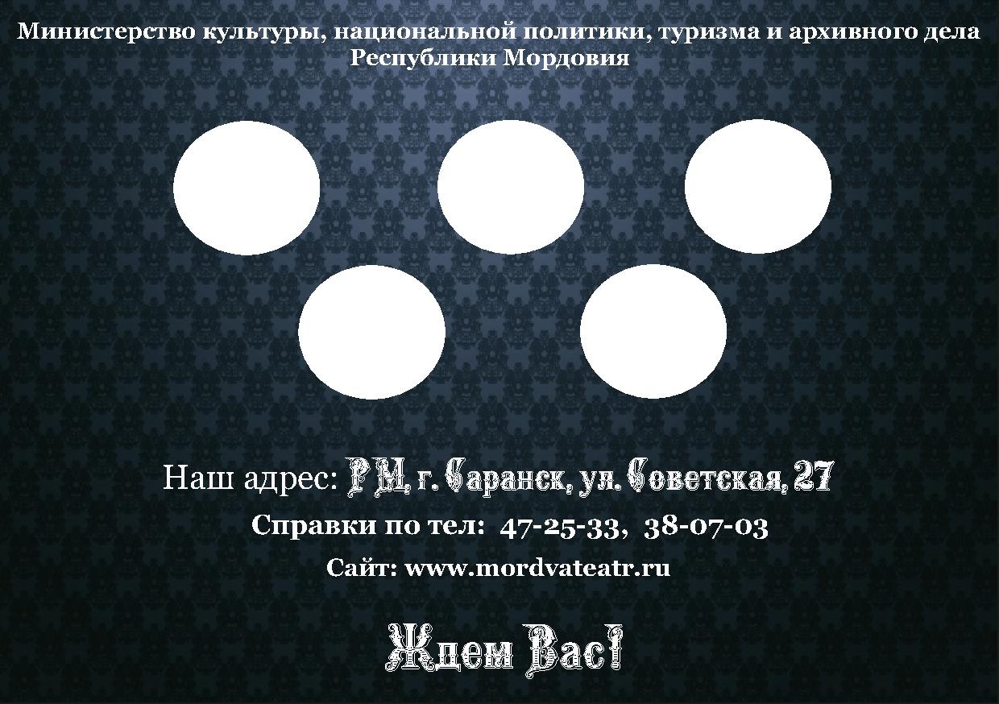 Министерство культуры, национальной политики, туризма и архивного дела
Республики Мордовия
Наш адрес: РМ, г. Саранск, ул. Советская, 27
Справки по тел: 47-25-33, 38-07-03
Сайт: www.mordvateatr.ru
Ждем Вас!